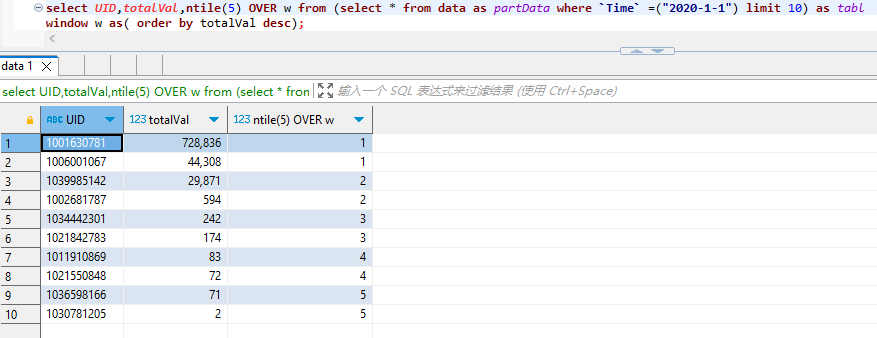 select UID,totalVal,ntile(5) OVER w from (select * from data as partData where `Time` =("2020-1-1") limit 10) as tabl
window w as( order by totalVal desc);
data 1
select UID,totalVal,ntile(5) OVER w from (select * fron 输入一个 SQL 表达式来过滤结果 (使用 Ctrl+Space)
ABC UID 123 totalVal 123 ntile(5) OVER w
1 1001630781 728,836 1
2 1006001067 44,308 1
3 1039985142 29,871 2
4 1002681787 594 2
5 1034442301 242 3
6 1021842783 174 3
7 1011910869 83 4
8 1021550848 72 4
9 1036598166 71 5
10 1030781205 2 5